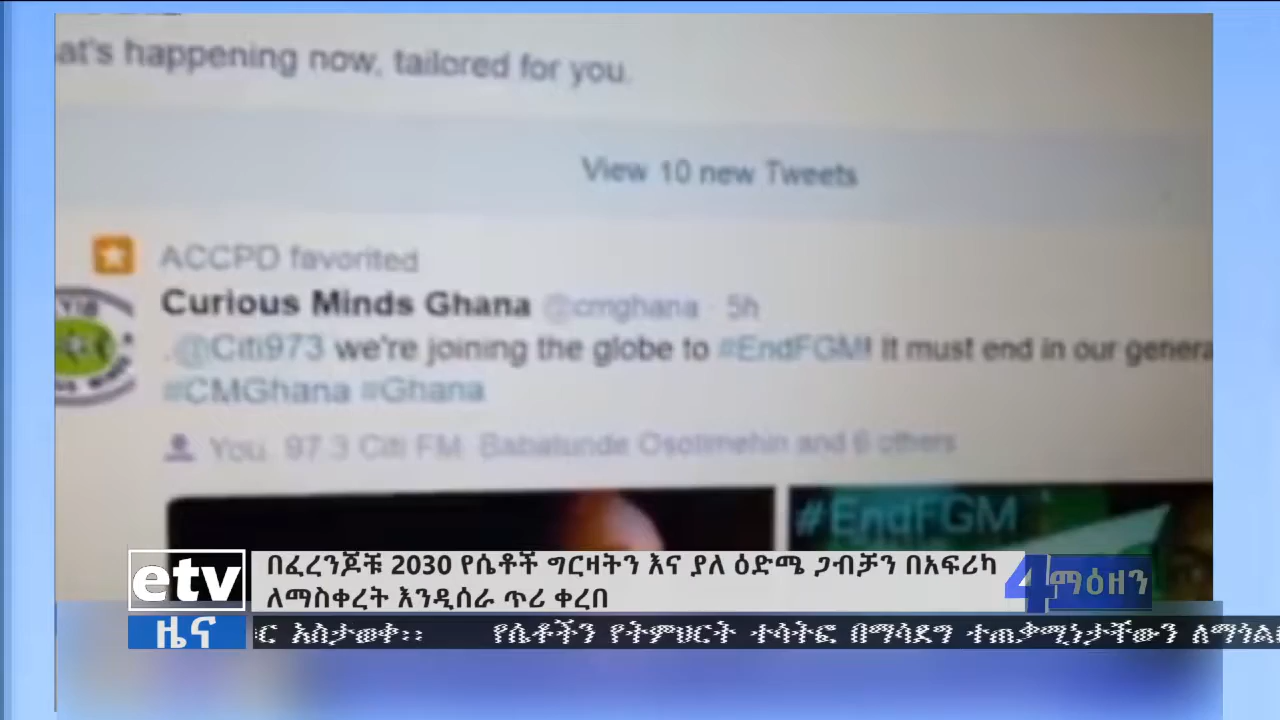 at's happening now, tailored for you.
View 10 new Tweets
ACCPD favorited
Curious Minds Ghana @cmghana · 5h
.@Citi973 we're joining the globe to #EndFGM! It must end in our genera
#CMGhana #Ghana
You, 97.3 Citi FM, Babatunde Osotimehin and 6 others
#EndFGM
etv
በፈረንጆቹ 2030 የሴቶች ግርዛትን እና ያለ ዕድሜ ጋብቻን በአፍሪካ
ለማስቀረት እንዲሰራ ጥሪ ቀረበ
4 ማዕዘን
ዜና
ር አስታወቀ፡፡ የሴቶችን የትምህርት ተሳትፎ በማሳደግ ተጠቃሚነታቸውን ለማጎል